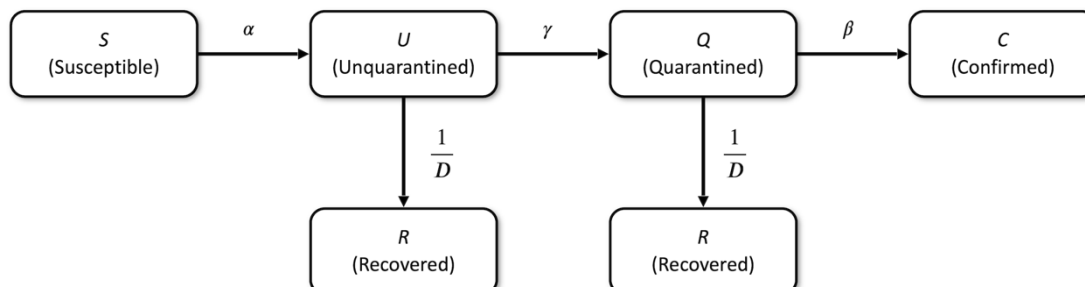 S
(Susceptible)
α
U
(Unquarantined)
γ
Q
(Quarantined)
β
C
(Confirmed)
1
D
1
D
R
(Recovered)
R
(Recovered)